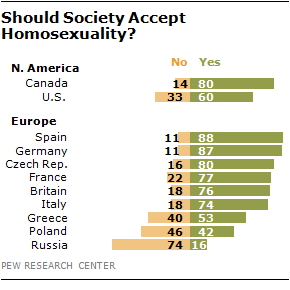 Should Society Accept
Homosexuality?
No Yes
N. America
Canada 14 80
U.S. 33 60
Europe
Spain 11 88
Germany 11 87
Czech Rep. 16 80
France 22 77
Britain 18 76
Italy 18 74
Greece 40 53
Poland 46 42
Russia 74 16
PEW RESEARCH CENTER